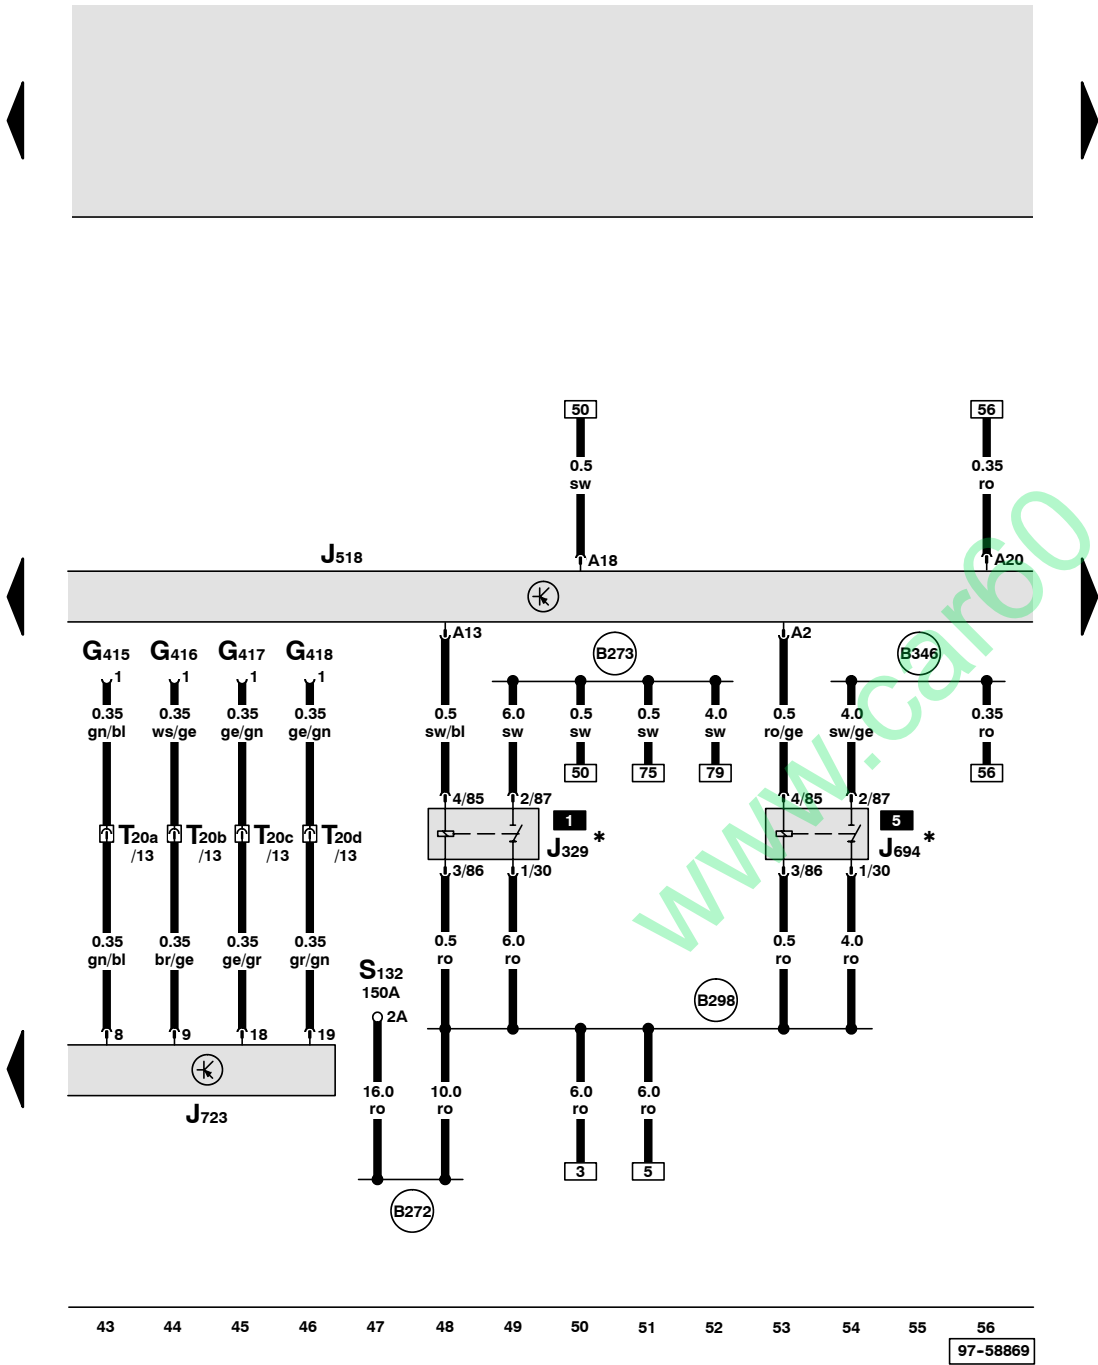 50 56
0.5 0.35
sw ro
J518 A18 A20
A13 A2
G415 G416 G417 G418 B273 B346
1 1 1 1
0.35 0.35 0.35 0.35 0.5 6.0 0.5 0.5 4.0 0.5 4.0 0.35
gn/bl ws/ge ge/gn ge/gn sw/bl sw sw sw sw ro/ge sw/ge ro
50 75 79 56
4/85 2/87 4/85 2/87
1 5
T20a T20b T20c T20d J329 * J694 *
/13 /13 /13 /13
3/86 1/30 3/86 1/30
0.35 0.35 0.35 0.35 0.5 6.0 0.5 4.0
gn/bl br/ge ge/gr gr/gn ro ro ro ro
S132
150A
B298
2A
8 9 18 19
16.0 10.0 6.0 6.0
ro ro ro ro
J723
3 5
B272
43 44 45 46 47 48 49 50 51 52 53 54 55 56
97-58869
www.car60